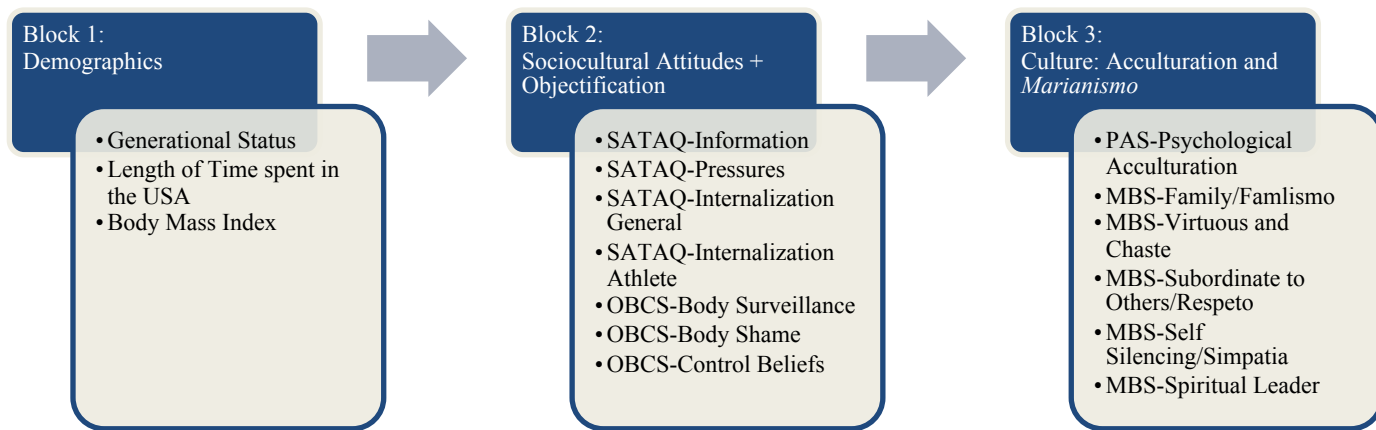 Block 1:
Demographics
• Generational Status
• Length of Time spent in
the USA
• Body Mass Index
Block 2:
Sociocultural Attitudes +
Objectification
• SATAQ-Information
• SATAQ-Pressures
• SATAQ-Internalization
General
• SATAQ-Internalization
Athlete
• OBCS-Body Surveillance
• OBCS-Body Shame
• OBCS-Control Beliefs
Block 3:
Culture: Acculturation and
Marianismo
• PAS-Psychological
Acculturation
• MBS-Family/Famlismo
• MBS-Virtuous and
Chaste
• MBS-Subordinate to
Others/Respeto
• MBS-Self
Silencing/Simpatia
• MBS-Spiritual Leader